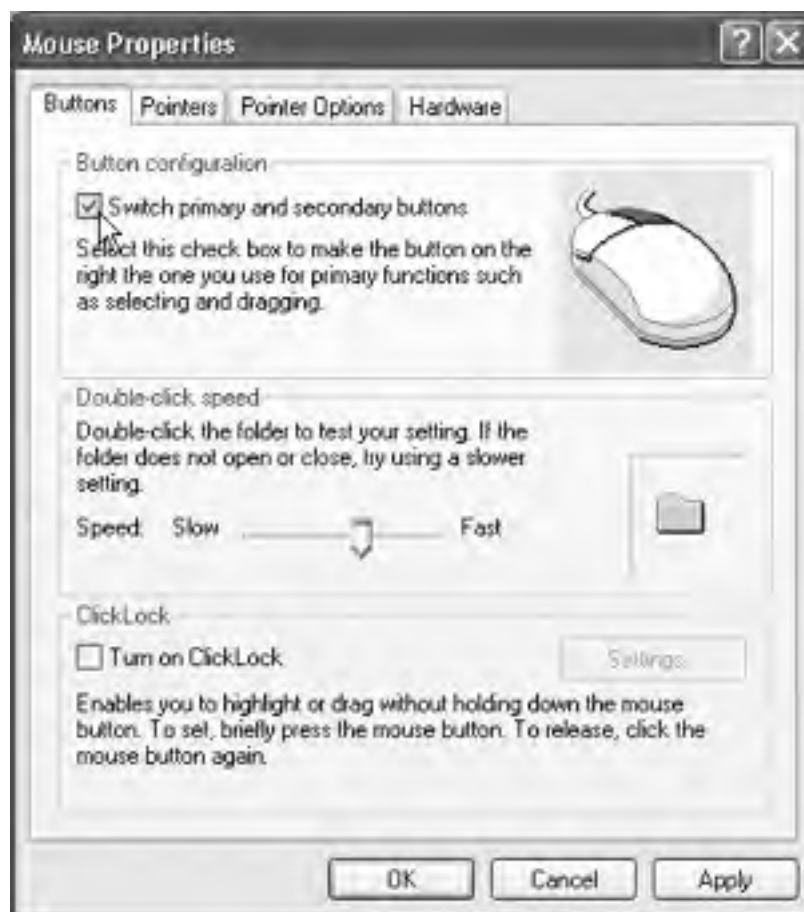 Mouse Properties
Buttons Pointers Pointer Options Hardware
Button configuration
Switch primary and secondary buttons
Select this check box to make the button on the
right the one you use for primary functions such
as selecting and dragging.
Double-click speed
Double-click the folder to test your setting. If the
folder does not open or close, try using a slower
setting.
Speed: Slow Fast
ClickLock
Turn on ClickLock Settings...
Enables you to highlight or drag without holding down the mouse
button. To set, briefly press the mouse button. To release, click the
mouse button again.
OK Cancel Apply